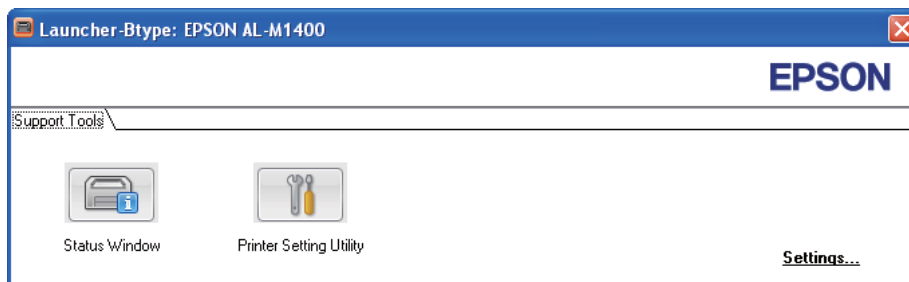 Launcher-Btype: EPSON AL-M1400
EPSON
Support Tools
Status Window
Printer Setting Utility
Settings...